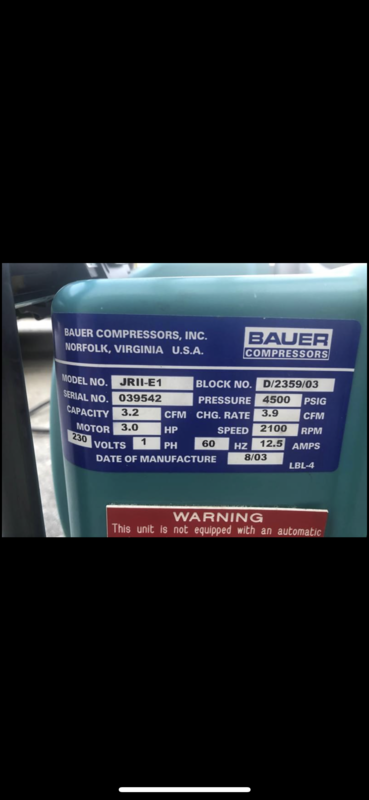 BAUER COMPRESSORS, INC.
NORFOLK, VIRGINIA U.S.A.
BAUER
COMPRESSORS
MODEL NO. JRII-E1 BLOCK NO. D/2359/03
SERIAL NO. 039542 PRESSURE 4500 PSIG
CAPACITY 3.2 CFM CHG. RATE 3.9 CFM
MOTOR 3.0 HP SPEED 2100 RPM
230 VOLTS 1 PH 60 HZ 12.5 AMPS
DATE OF MANUFACTURE 8/03 LBL-4
WARNING
This unit is not equipped with an automatic